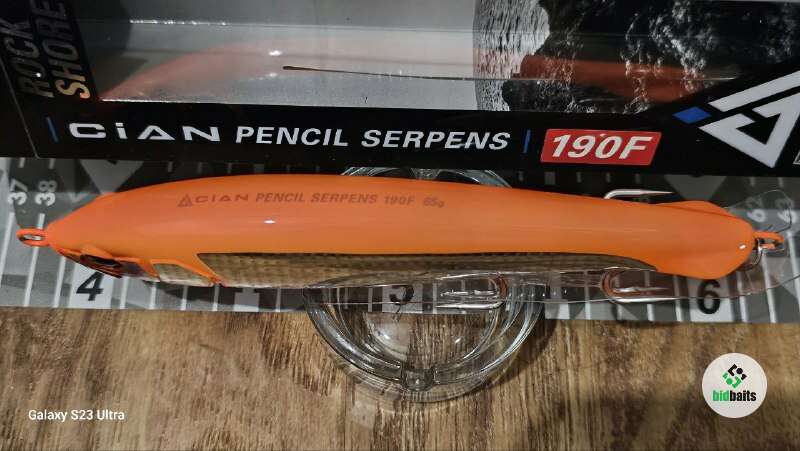 ROCK
SHORE
CiAN PENCIL SERPENS 190F
CiAN PENCIL SERPENS 190F 65g
37 38
62
4 5 6
bidbaits
Galaxy S23 Ultra